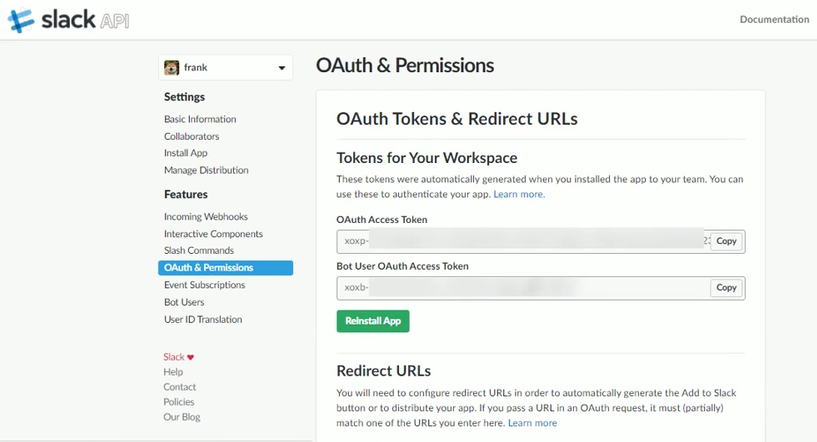 slack API
Documentation
frank
Settings
Basic Information
Collaborators
Install App
Manage Distribution
Features
Incoming Webhooks
Interactive Components
Slash Commands
OAuth & Permissions
Event Subscriptions
Bot Users
User ID Translation
Slack ♥
Help
Contact
Policies
Our Blog
OAuth & Permissions
OAuth Tokens & Redirect URLs
Tokens for Your Workspace
These tokens were automatically generated when you installed the app to your team. You can
use these to authenticate your app. Learn more.
OAuth Access Token
xoxp-
Copy
Bot User OAuth Access Token
xoxb-
Copy
Reinstall App
Redirect URLs
You will need to configure redirect URLs in order to automatically generate the Add to Slack
button or to distribute your app. If you pass a URL in an OAuth request, it must (partially)
match one of the URLs you enter here. Learn more